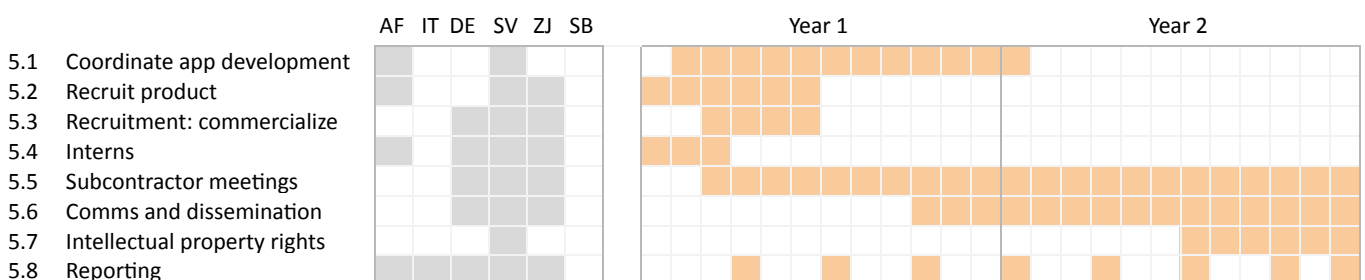 AF IT DE SV ZJ SB Year 1 Year 2
5.1 Coordinate app development
5.2 Recruit product
5.3 Recruitment: commercialize
5.4 Interns
5.5 Subcontractor meetings
5.6 Comms and dissemination
5.7 Intellectual property rights
5.8 Reporting